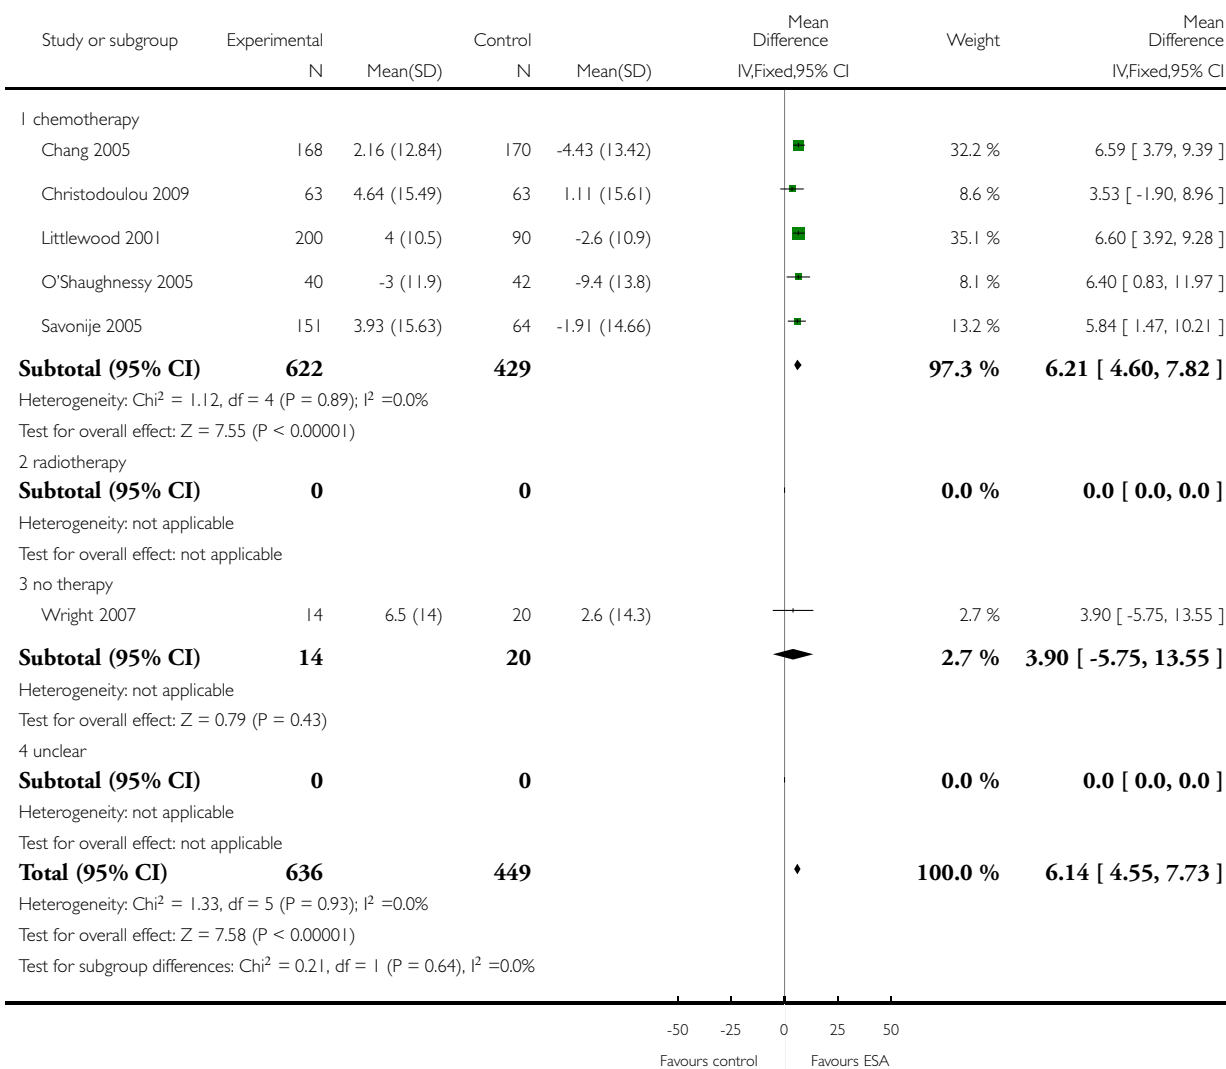 Mean Mean
Study or subgroup Experimental Control Difference Weight Difference
N Mean(SD) N Mean(SD) IV,Fixed,95% CI IV,Fixed,95% CI
1 chemotherapy
Chang 2005 168 2.16 (12.84) 170 -4.43 (13.42) 32.2 % 6.59 [ 3.79, 9.39 ]
Christodoulou 2009 63 4.64 (15.49) 63 1.11 (15.61) 8.6 % 3.53 [ -1.90, 8.96 ]
Littlewood 2001 200 4 (10.5) 90 -2.6 (10.9) 35.1 % 6.60 [ 3.92, 9.28 ]
O'Shaughnessy 2005 40 -3 (11.9) 42 -9.4 (13.8) 8.1 % 6.40 [ 0.83, 11.97 ]
Savonije 2005 151 3.93 (15.63) 64 -1.91 (14.66) 13.2 % 5.84 [ 1.47, 10.21 ]
Subtotal (95% CI) 622 429 97.3 % 6.21 [ 4.60, 7.82 ]
Heterogeneity: Chi² = 1.12, df = 4 (P = 0.89); I² =0.0%
Test for overall effect: Z = 7.55 (P < 0.00001)
2 radiotherapy
Subtotal (95% CI) 0 0 0.0 % 0.0 [ 0.0, 0.0 ]
Heterogeneity: not applicable
Test for overall effect: not applicable
3 no therapy
Wright 2007 14 6.5 (14) 20 2.6 (14.3) 2.7 % 3.90 [ -5.75, 13.55 ]
Subtotal (95% CI) 14 20 2.7 % 3.90 [ -5.75, 13.55 ]
Heterogeneity: not applicable
Test for overall effect: Z = 0.79 (P = 0.43)
4 unclear
Subtotal (95% CI) 0 0 0.0 % 0.0 [ 0.0, 0.0 ]
Heterogeneity: not applicable
Test for overall effect: not applicable
Total (95% CI) 636 449 100.0 % 6.14 [ 4.55, 7.73 ]
Heterogeneity: Chi² = 1.33, df = 5 (P = 0.93); I² =0.0%
Test for overall effect: Z = 7.58 (P < 0.00001)
Test for subgroup differences: Chi² = 0.21, df = 1 (P = 0.64), I² =0.0%
-50 -25 0 25 50
Favours control Favours ESA